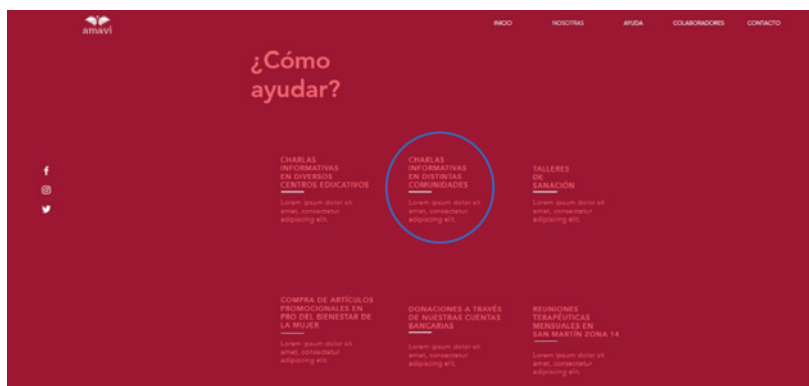 amavi
INICIO
NOSOTRAS
AYUDA
COLABORADORES
CONTACTO
¿Cómo
ayudar?
CHARLAS
INFORMATIVAS
EN DIVERSOS
CENTROS EDUCATIVOS
Lorem ipsum dolor sit
amet, consectetur
adipiscing elit.
CHARLAS
INFORMATIVAS
EN DISTINTAS
COMUNIDADES
Lorem ipsum dolor sit
amet, consectetur
adipiscing elit.
TALLERES
DE
SANACIÓN
Lorem ipsum dolor sit
amet, consectetur
adipiscing elit.
COMPRA DE ARTÍCULOS
PROMOCIONALES EN
PRO DEL BIENESTAR DE
LA MUJER
Lorem ipsum dolor sit
amet, consectetur
adipiscing elit.
DONACIONES A TRAVÉS
DE NUESTRAS CUENTAS
BANCARIAS
Lorem ipsum dolor sit
amet, consectetur
adipiscing elit.
REUNIONES
TERAPÉUTICAS
MENSUALES EN
SAN MARTÍN ZONA 14
Lorem ipsum dolor sit
amet, consectetur
adipiscing elit.